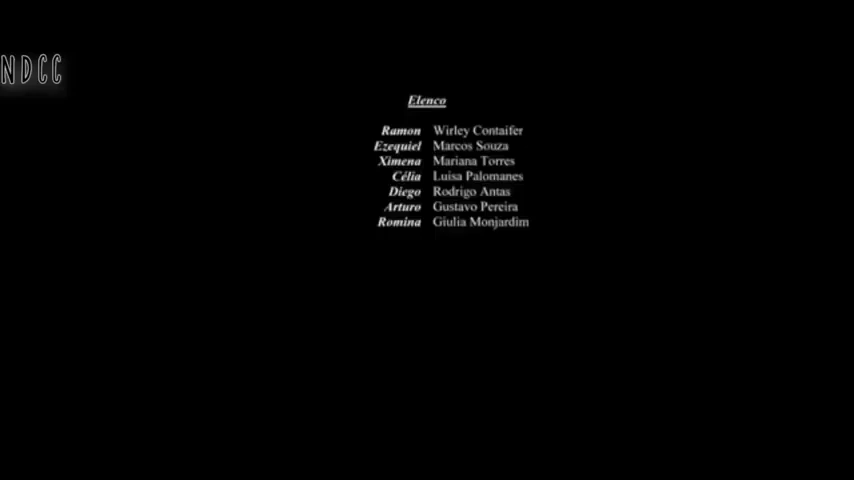 NDCC
Elenco
Ramon Wirley Contaifer
Ezequiel Marcos Souza
Ximena Mariana Torres
Célia Luisa Palomanes
Diego Rodrigo Antas
Arturo Gustavo Pereira
Romina Giulia Monjardim